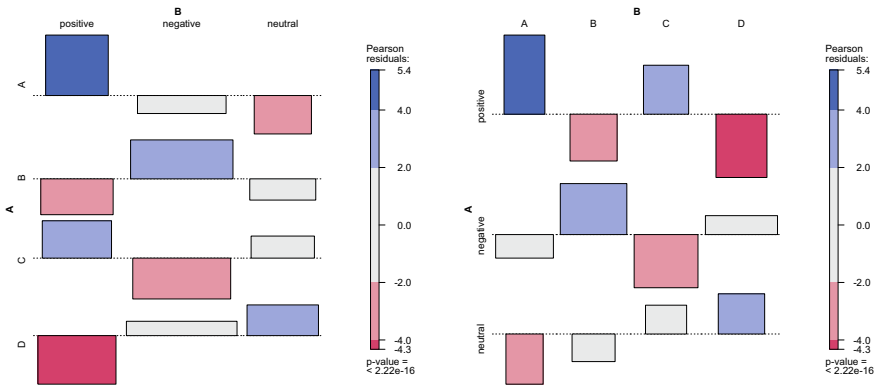 B
positive negative neutral
A
B
C
D
A
Pearson
residuals:
5.4
4.0
2.0
0.0
-2.0
-4.0
-4.3
p-value =
< 2.22e-16
B
A B C D
positive
negative
neutral
A
Pearson
residuals:
5.4
4.0
2.0
0.0
-2.0
-4.0
-4.3
p-value =
< 2.22e-16